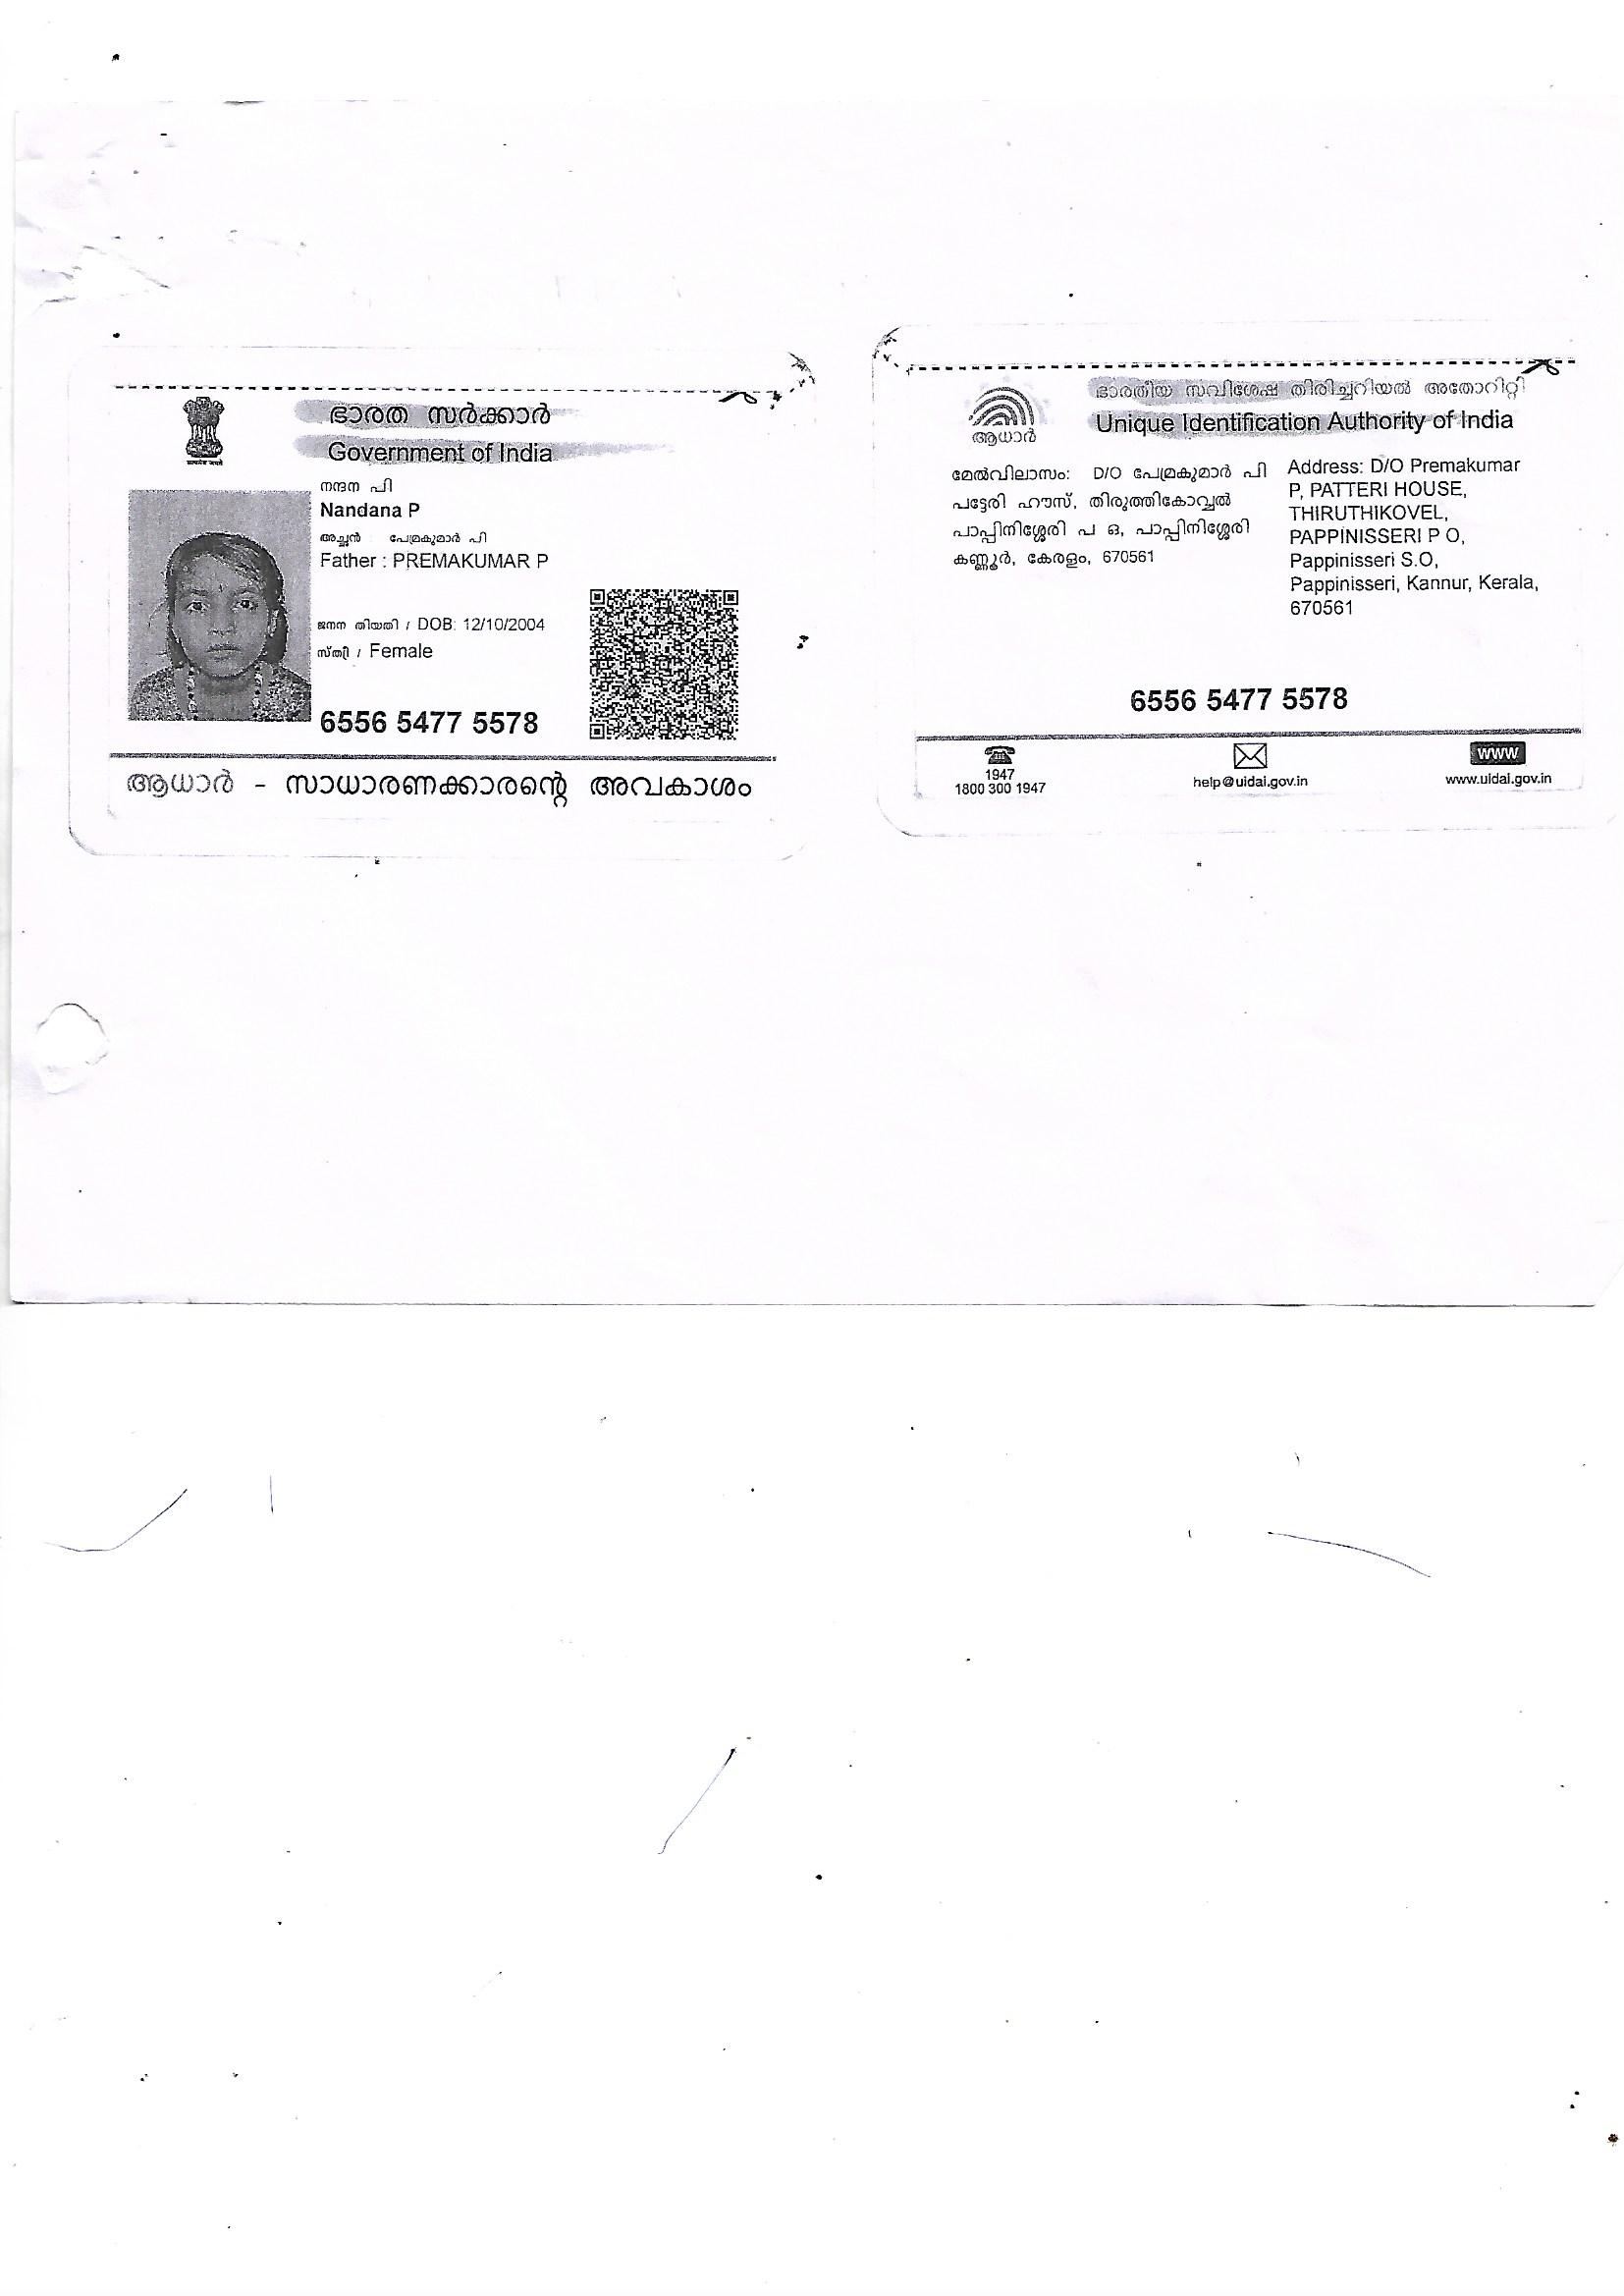 ഭാരത സർക്കാർ
Government of India
നന്ദന പി
Nandana P
അച്ഛൻ പ്രേമകുമാർ പി
Father : PREMAKUMAR P
ജനന തിയതി / DOB: 12/10/2004
സ്ത്രീ / Female
6556 5477 5578
ആധാർ - സാധാരണക്കാരന്റെ അവകാശം
ഭാരതീയ സവിശേഷ തിരിച്ചറിയൽ അതോറിറ്റി
Unique Identification Authority of India
ആധാർ
മേൽവിലാസം: D/O പ്രേമകുമാർ പി
പട്ടേരി ഹൗസ്, തിരുത്തികോവ്വൽ
പാപ്പിനിശ്ശേരി പ ഒ, പാപ്പിനിശ്ശേരി
കണ്ണൂർ, കേരളം, 670561
Address: D/O Premakumar
P, PATTERI HOUSE,
THIRUTHIKOVEL,
PAPPINISSERI P O,
Pappinisseri S.O,
Pappinisseri, Kannur, Kerala,
670561
6556 5477 5578
1947
1800 300 1947
help@uidai.gov.in
WWW
www.uidai.gov.in